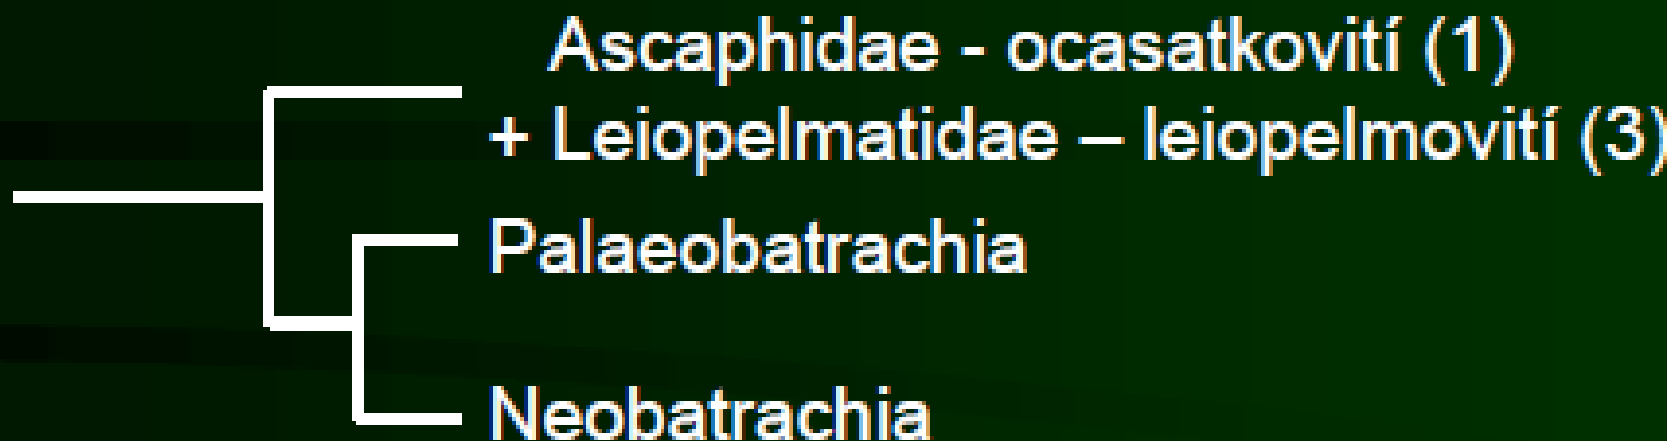 Ascaphidae - ocasatkovití (1)
+ Leiopelmatidae – leiopelmovití (3)
Palaeobatrachia
Neobatrachia